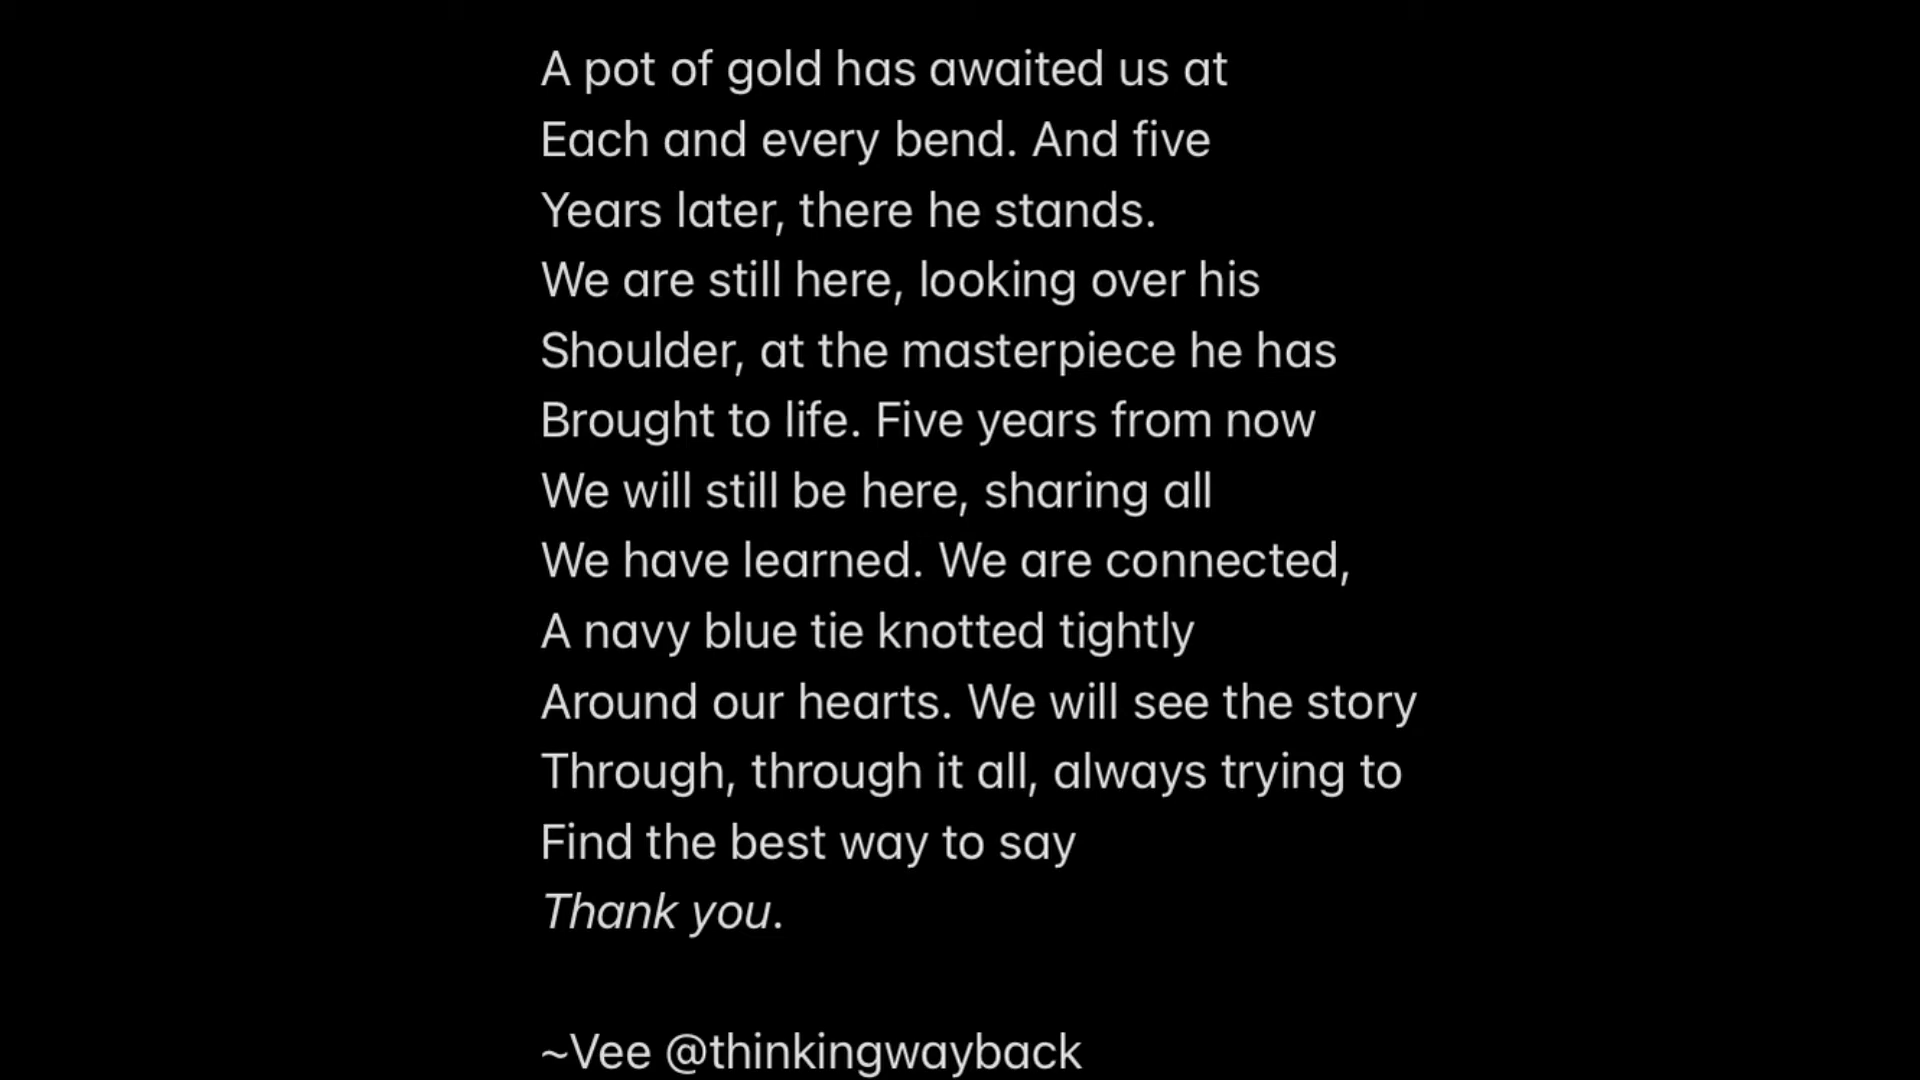 A pot of gold has awaited us at
Each and every bend. And five
Years later, there he stands.
We are still here, looking over his
Shoulder, at the masterpiece he has
Brought to life. Five years from now
We will still be here, sharing all
We have learned. We are connected,
A navy blue tie knotted tightly
Around our hearts. We will see the story
Through, through it all, always trying to
Find the best way to say
Thank you.
~Vee @thinkingwayback